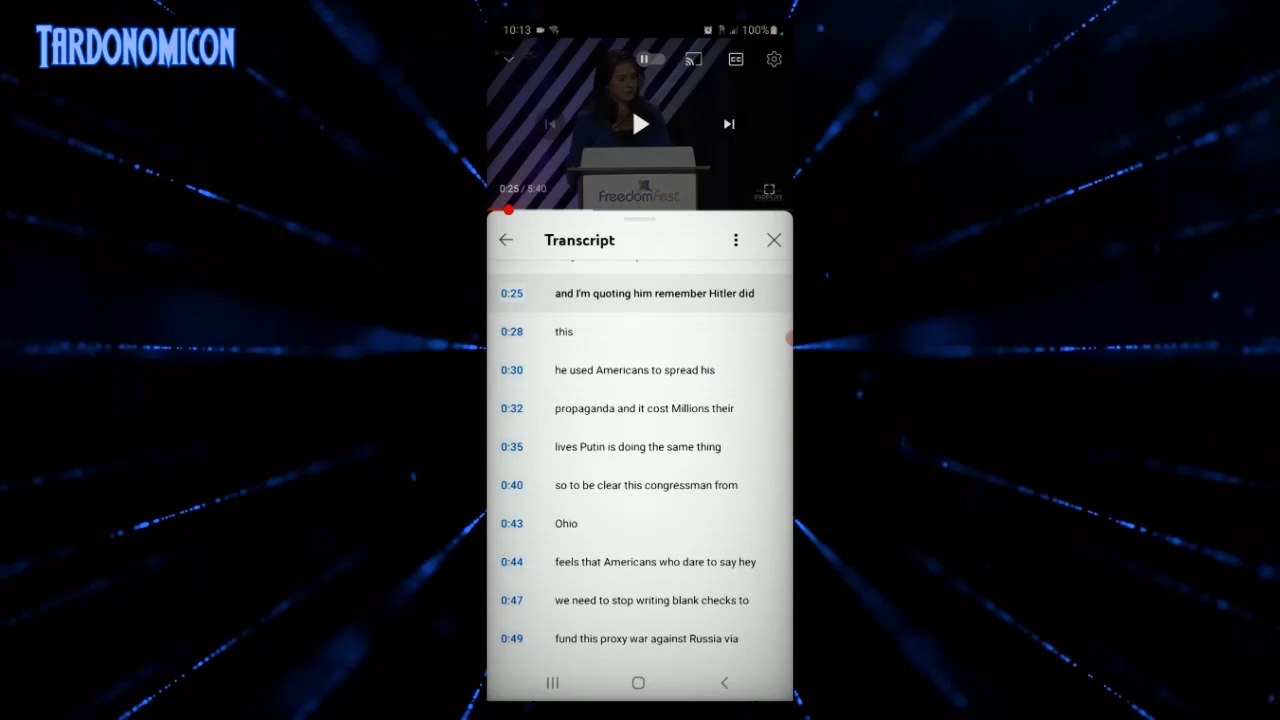 TARDONOMICON
10:13
100%
CC
0:25 / 5:40
FreedomFest
Transcript
0:25 and I'm quoting him remember Hitler did
0:28 this
0:30 he used Americans to spread his
0:32 propaganda and it cost Millions their
0:35 lives Putin is doing the same thing
0:40 so to be clear this congressman from
0:43 Ohio
0:44 feels that Americans who dare to say hey
0:47 we need to stop writing blank checks to
0:49 fund this proxy war against Russia via